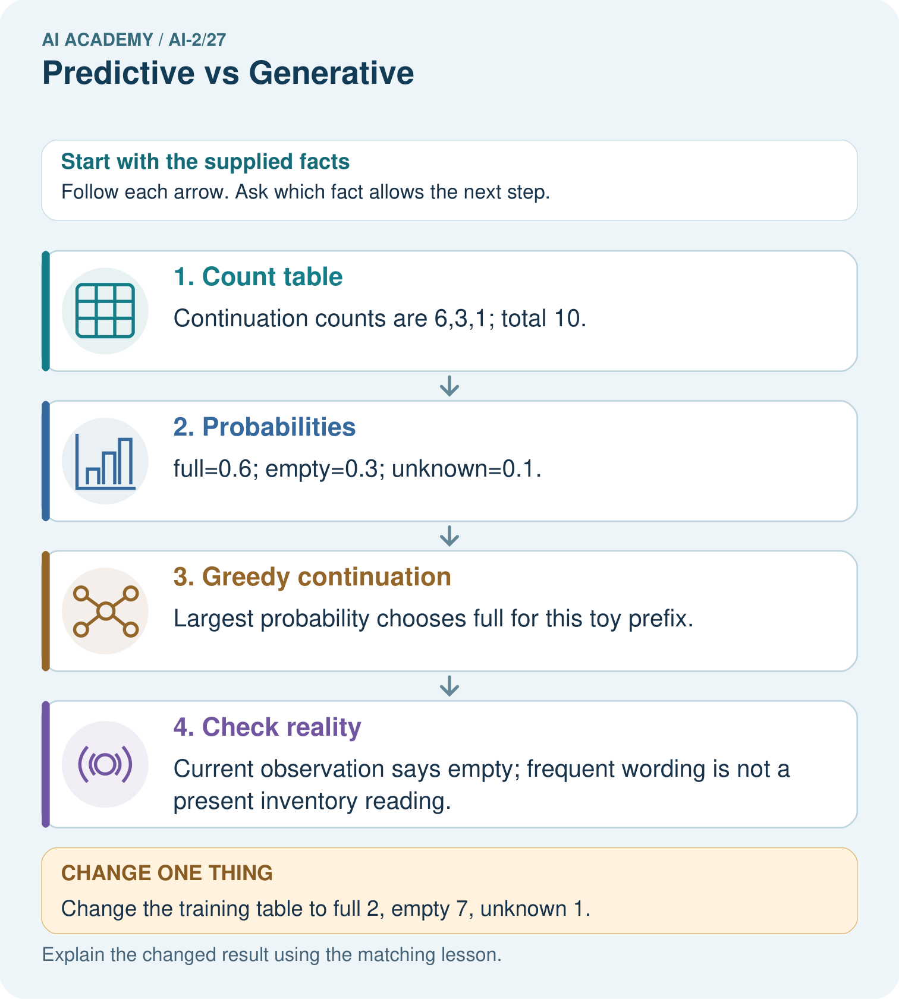 AI ACADEMY / AI-2/27
Predictive vs Generative
Start with the supplied facts
Follow each arrow. Ask which fact allows the next step.
1. Count table
Continuation counts are 6,3,1; total 10.
2. Probabilities
full=0.6; empty=0.3; unknown=0.1.
3. Greedy continuation
Largest probability chooses full for this toy prefix.
4. Check reality
Current observation says empty; frequent wording is not a
present inventory reading.
CHANGE ONE THING
Change the training table to full 2, empty 7, unknown 1.
Explain the changed result using the matching lesson.